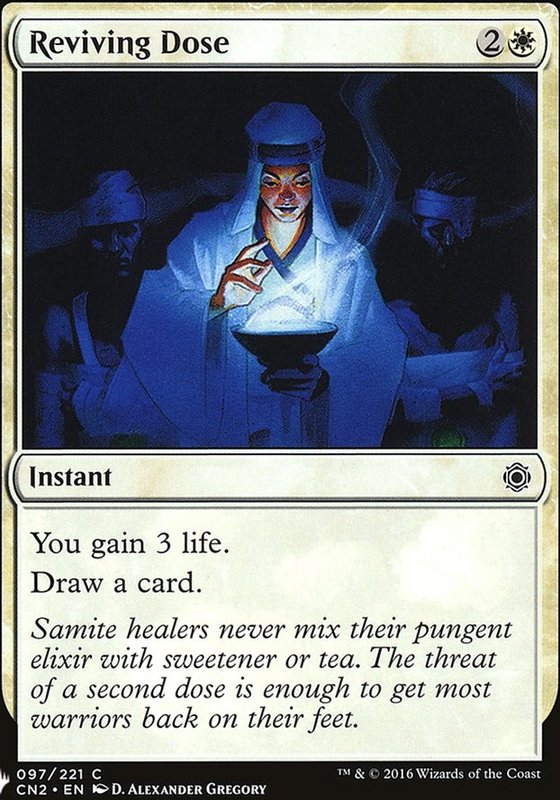 Reviving Dose 2
Instant
You gain 3 life.
Draw a card.
Samite healers never mix their pungent
elixir with sweetener or tea. The threat
of a second dose is enough to get most
warriors back on their feet.
097/221 C
CN2 • EN D. Alexander Gregory
™ & © 2016 Wizards of the Coast